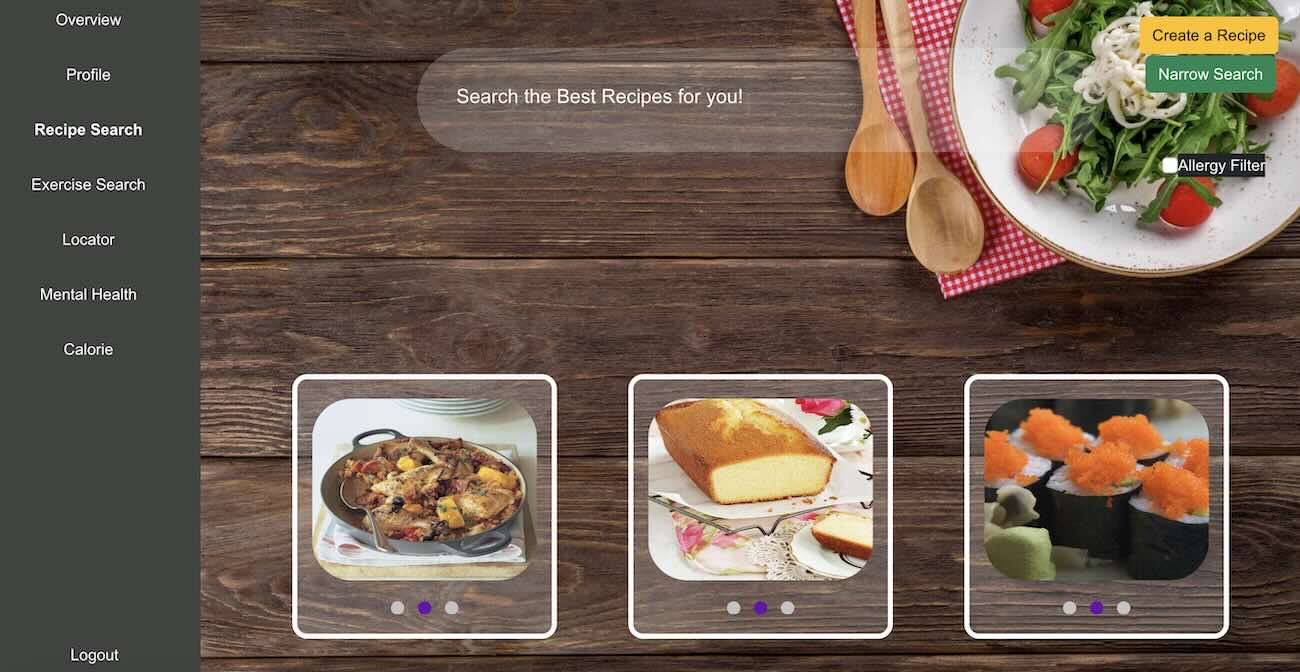 Overview
Profile
Recipe Search
Exercise Search
Locator
Mental Health
Calorie
Logout
Search the Best Recipes for you!
Create a Recipe
Narrow Search
Allergy Filter